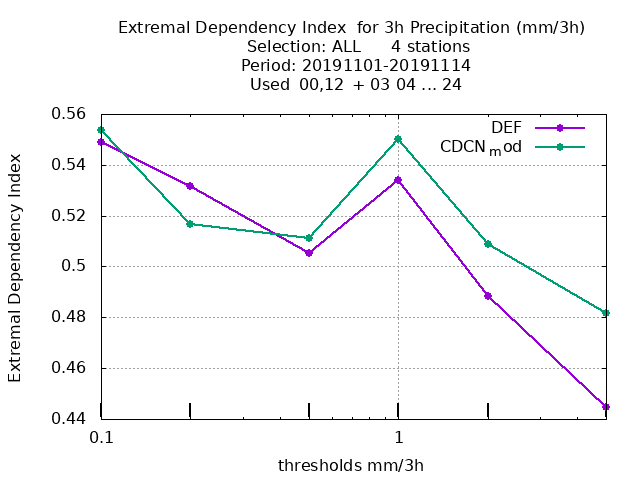 Extremal Dependency Index  for 3h Precipitation (mm/3h)
Selection: ALL      4 stations
Period: 20191101-20191114
Used  00,12  + 03 04 ... 24
DEF
CDCN_mod
0.56
0.54
0.52
0.5
0.48
0.46
0.44
Extremal Dependency Index
0.1
1
thresholds mm/3h